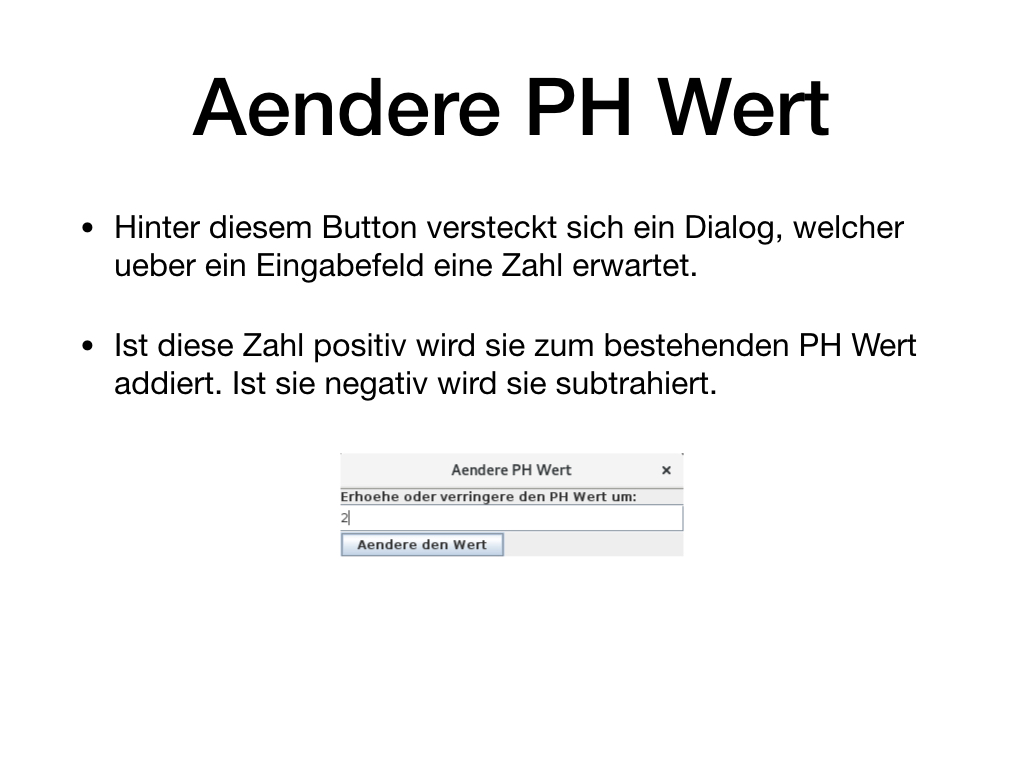 Aendere PH Wert
• Hinter diesem Button versteckt sich ein Dialog, welcher
ueber ein Eingabefeld eine Zahl erwartet.
• Ist diese Zahl positiv wird sie zum bestehenden PH Wert
addiert. Ist sie negativ wird sie subtrahiert.
Aendere PH Wert ×
Erhoehe oder verringere den PH Wert um:
2
Aendere den Wert